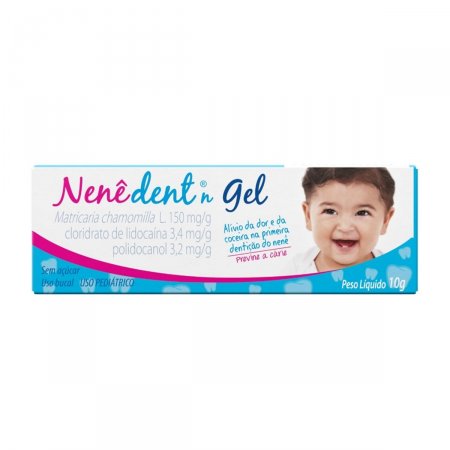 Nenêdent® n gel
Matricaria chamomilla L. 150 mg/g
cloridrato de lidocaína 3,4 mg/g
polidocanol 3,2 mg/g
Alívio da dor e da
coceira na primeira
dentição do nenê
Previne a cárie
Sem açúcar
Uso bucal USO PEDIÁTRICO
Peso Líquido 10g